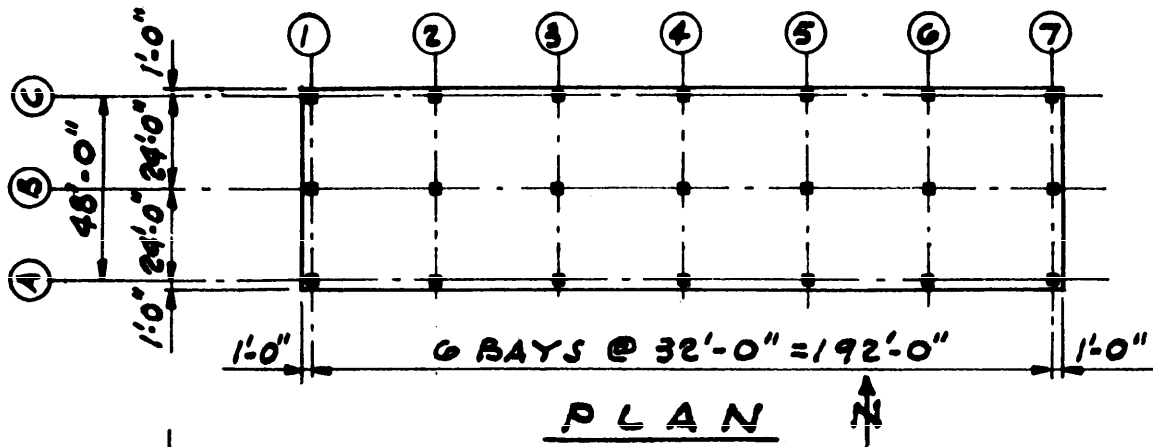 1 2 3 4 5 6 7
1'-0"
C
24'-0"
48'-0"
B
24'-0"
A
1'-0"
1'-0" 6 BAYS @ 32'-0" = 192'-0" 1'-0"
PLAN N